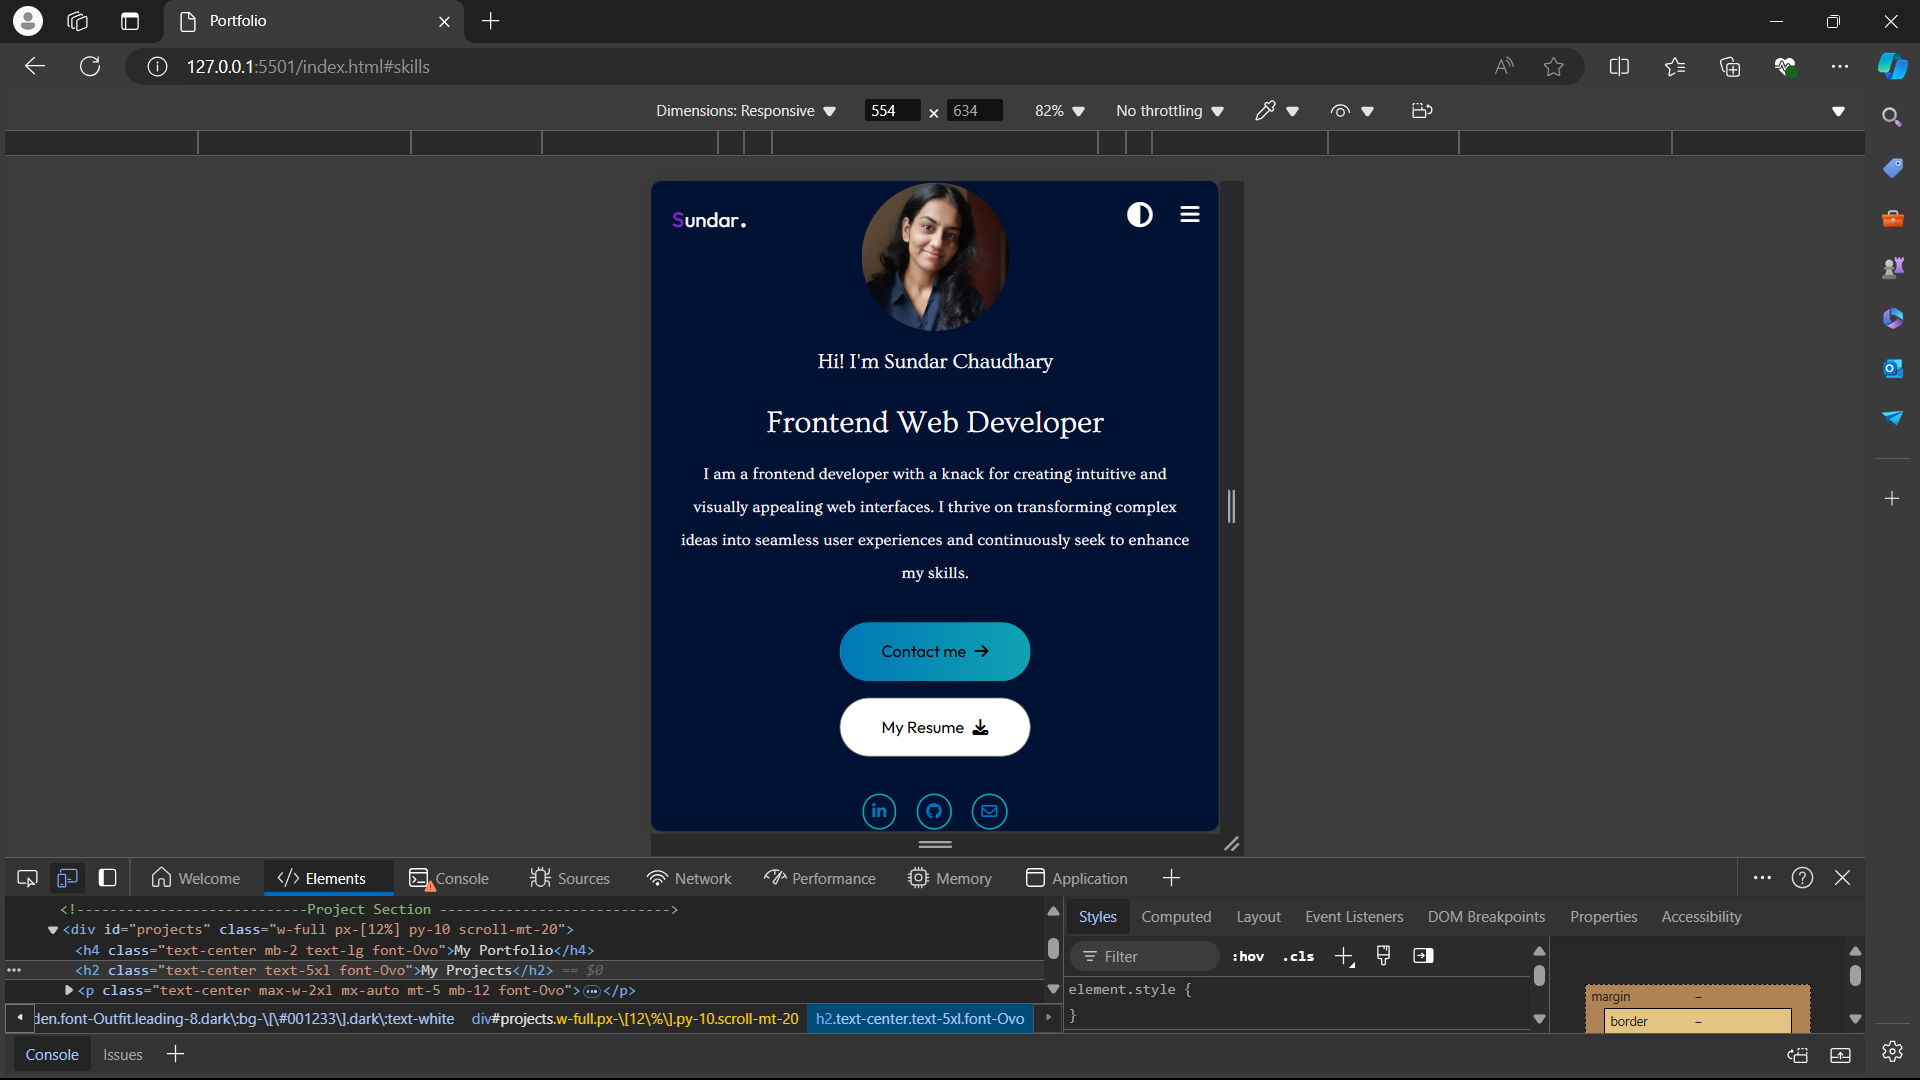 Portfolio
127.0.0.1:5501/index.html#skills
Dimensions: Responsive 554 × 634 82% No throttling
Sundar.
Hi! I'm Sundar Chaudhary
Frontend Web Developer
I am a frontend developer with a knack for creating intuitive and
visually appealing web interfaces. I thrive on transforming complex
ideas into seamless user experiences and continuously seek to enhance
my skills.
Contact me →
My Resume
Welcome </> Elements Console Sources Network Performance Memory Application
<!----------------------------Project Section ---------------------------->
<div id="projects" class="w-full px-[12%] py-10 scroll-mt-20">
<h4 class="text-center mb-2 text-lg font-Ovo">My Portfolio</h4>
<h2 class="text-center text-5xl font-Ovo">My Projects</h2> == $0
<p class="text-center max-w-2xl mx-auto mt-5 mb-12 font-Ovo">…</p>
den.font-Outfit.leading-8.dark\:bg-\[\#001233\].dark\:text-white div#projects.w-full.px-\[12\%\].py-10.scroll-mt-20 h2.text-center.text-5xl.font-Ovo
Styles Computed Layout Event Listeners DOM Breakpoints Properties Accessibility
Filter :hov .cls
element.style {
}
margin –
border –
Console Issues